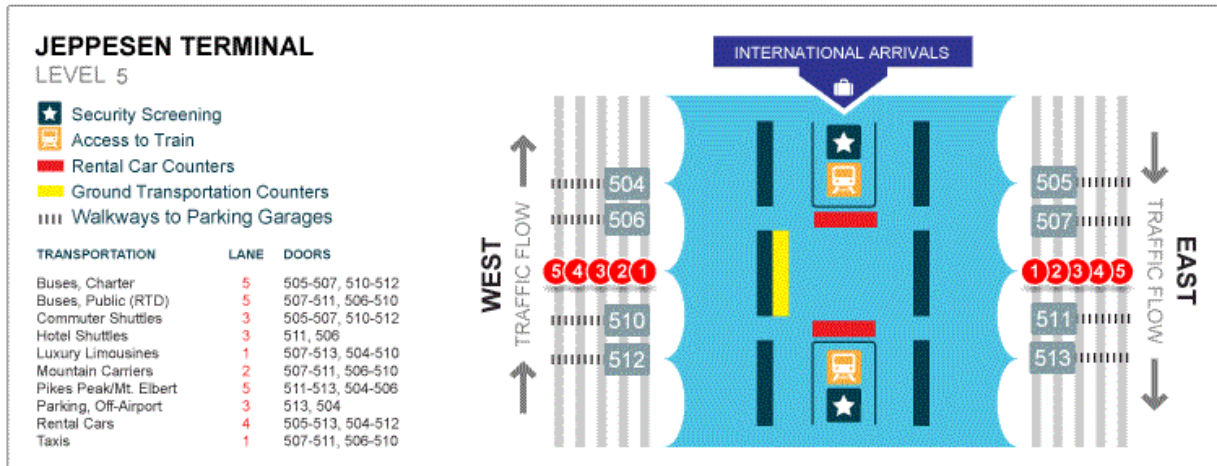 JEPPESEN TERMINAL
LEVEL 5
Security Screening
Access to Train
Rental Car Counters
Ground Transportation Counters
Walkways to Parking Garages
TRANSPORTATION LANE DOORS
Buses, Charter 5 505-507, 510-512
Buses, Public (RTD) 5 507-511, 506-510
Commuter Shuttles 3 505-507, 510-512
Hotel Shuttles 3 511, 506
Luxury Limousines 1 507-513, 504-510
Mountain Carriers 2 507-511, 506-510
Pikes Peak/Mt. Elbert 5 511-513, 504-506
Parking, Off-Airport 3 513, 504
Rental Cars 4 505-513, 504-512
Taxis 1 507-511, 506-510
WEST
TRAFFIC FLOW
INTERNATIONAL ARRIVALS
504
506
5 4 3 2 1
510
512
505
507
1 2 3 4 5
511
513
TRAFFIC FLOW
EAST